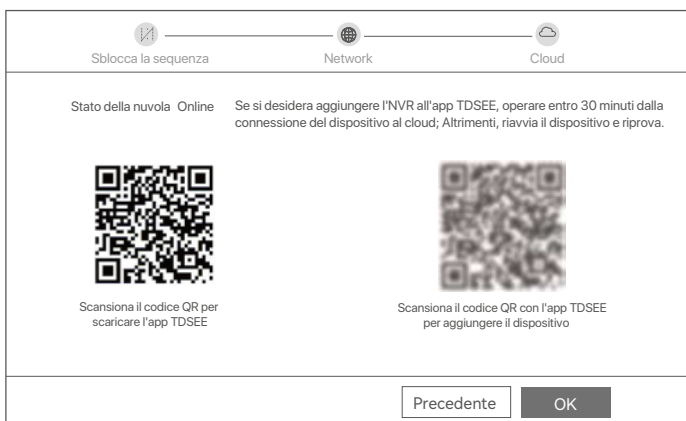 Sblocca la sequenza
Network
Cloud
Stato della nuvola Online
Se si desidera aggiungere l'NVR all'app TDSEE, operare entro 30 minuti dalla
connessione del dispositivo al cloud; Altrimenti, riavvia il dispositivo e riprova.
Scansiona il codice QR per
scaricare l'app TDSEE
Scansiona il codice QR con l'app TDSEE
per aggiungere il dispositivo
Precedente
OK